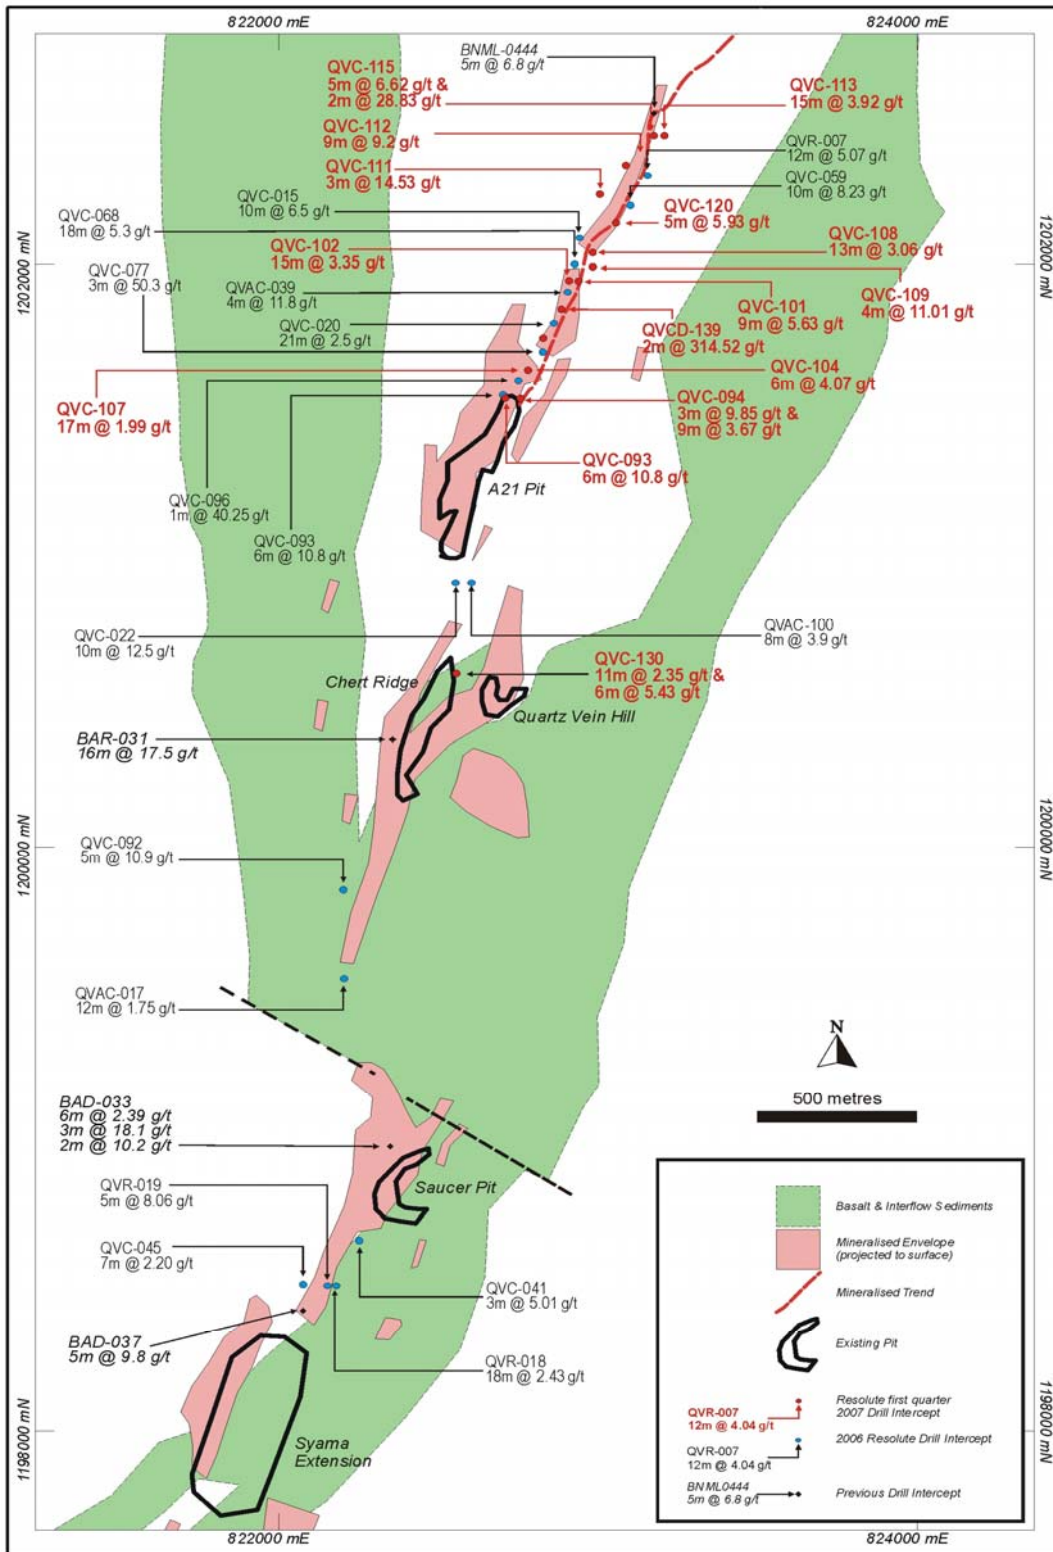 822000 mE
824000 mE
BNML-0444
5m @ 6.8 g/t
QVC-115
5m @ 6.62 g/t &
2m @ 28.83 g/t
QVC-113
15m @ 3.92 g/t
QVC-112
9m @ 9.2 g/t
QVR-007
12m @ 5.07 g/t
QVC-111
3m @ 14.53 g/t
QVC-059
10m @ 8.23 g/t
QVC-015
10m @ 6.5 g/t
QVC-120
5m @ 5.93 g/t
QVC-068
18m @ 5.3 g/t
QVC-108
13m @ 3.06 g/t
QVC-102
15m @ 3.35 g/t
1202000 mN
1202000 mN
QVC-077
3m @ 50.3 g/t
QVC-109
4m @ 11.01 g/t
QVAC-039
4m @ 11.8 g/t
QVC-101
9m @ 5.63 g/t
QVC-020
21m @ 2.5 g/t
QVCD-139
2m @ 314.52 g/t
QVC-104
6m @ 4.07 g/t
QVC-107
17m @ 1.99 g/t
QVC-094
3m @ 9.85 g/t &
9m @ 3.67 g/t
QVC-093
6m @ 10.8 g/t
A21 Pit
QVC-096
1m @ 40.25 g/t
QVC-093
6m @ 10.8 g/t
QVC-022
10m @ 12.5 g/t
QVAC-100
8m @ 3.9 g/t
QVC-130
11m @ 2.35 g/t &
6m @ 5.43 g/t
Chert Ridge
Quartz Vein Hill
BAR-031
16m @ 17.5 g/t
1200000 mN
1200000 mN
QVC-092
5m @ 10.9 g/t
QVAC-017
12m @ 1.75 g/t
N
500 metres
BAD-033
6m @ 2.39 g/t
3m @ 18.1 g/t
2m @ 10.2 g/t
QVR-019
5m @ 8.06 g/t
Saucer Pit
QVC-045
7m @ 2.20 g/t
QVC-041
3m @ 5.01 g/t
BAD-037
5m @ 9.8 g/t
QVR-018
18m @ 2.43 g/t
Syama
Extension
1198000 mN
1198000 mN
Basalt & Interflow Sediments
Mineralised Envelope
(projected to surface)
Mineralised Trend
Existing Pit
QVR-007
12m @ 4.04 g/t
Resolute first quarter
2007 Drill Intercept
QVR-007
12m @ 4.04 g/t
2006 Resolute Drill Intercept
BNML0444
5m @ 6.8 g/t
Previous Drill Intercept
822000 mE
824000 mE